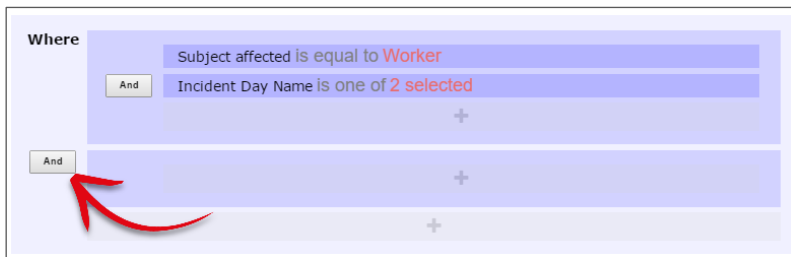 Where
Subject affected is equal to Worker
And
Incident Day Name is one of 2 selected
+
And
+
+